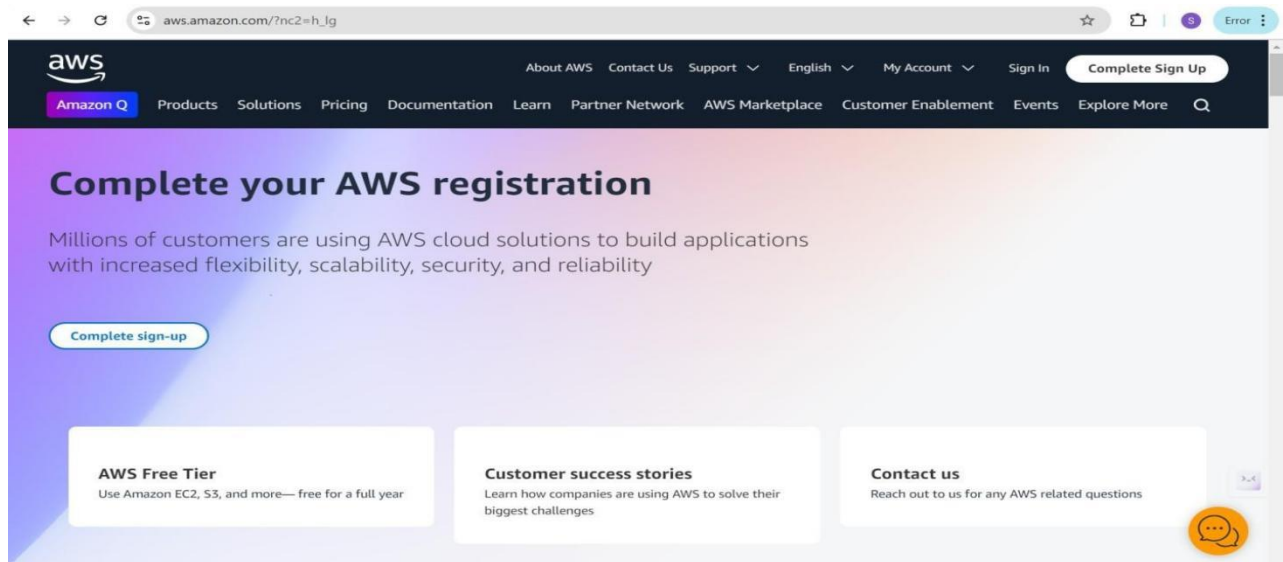 aws.amazon.com/?nc2=h_lg
S
Error
aws
About AWS Contact Us Support English My Account Sign In Complete Sign Up
Amazon Q Products Solutions Pricing Documentation Learn Partner Network AWS Marketplace Customer Enablement Events Explore More
Complete your AWS registration
Millions of customers are using AWS cloud solutions to build applications
with increased flexibility, scalability, security, and reliability
Complete sign-up
AWS Free Tier
Use Amazon EC2, S3, and more— free for a full year
Customer success stories
Learn how companies are using AWS to solve their
biggest challenges
Contact us
Reach out to us for any AWS related questions